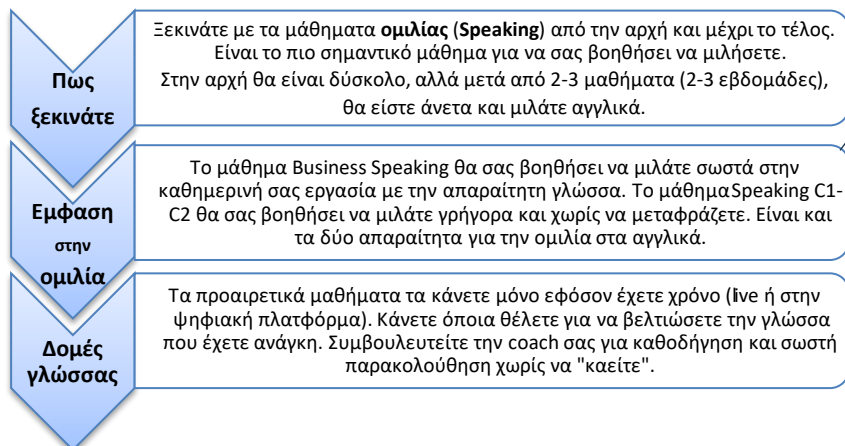 Πως
ξεκινάτε
Ξεκινάτε με τα μάθηματα ομιλίας (Speaking) από την αρχή και μέχρι το τέλος.
Είναι το πιο σημαντικό μάθημα για να σας βοηθήσει να μιλήσετε.
Στην αρχή θα είναι δύσκολο, αλλά μετά από 2-3 μαθήματα (2-3 εβδομάδες),
θα είστε άνετα και μιλάτε αγγλικά.
Εμφαση
στην
ομιλία
Το μάθημα Business Speaking θα σας βοηθήσει να μιλάτε σωστά στην
καθημερινή σας εργασία με την απαραίτητη γλώσσα. Το μάθημα Speaking C1-
C2 θα σας βοηθήσει να μιλάτε γρήγορα και χωρίς να μεταφράζετε. Είναι και
τα δύο απαραίτητα για την ομιλία στα αγγλικά.
Δομές
γλώσσας
Τα προαιρετικά μαθήματα τα κάνετε μόνο εφόσον έχετε χρόνο (live ή στην
ψηφιακή πλατφόρμα). Κάνετε όποια θέλετε για να βελτιώσετε την γλώσσα
που έχετε ανάγκη. Συμβουλευτείτε την coach σας για καθοδήγηση και σωστή
παρακολούθηση χωρίς να "καείτε".